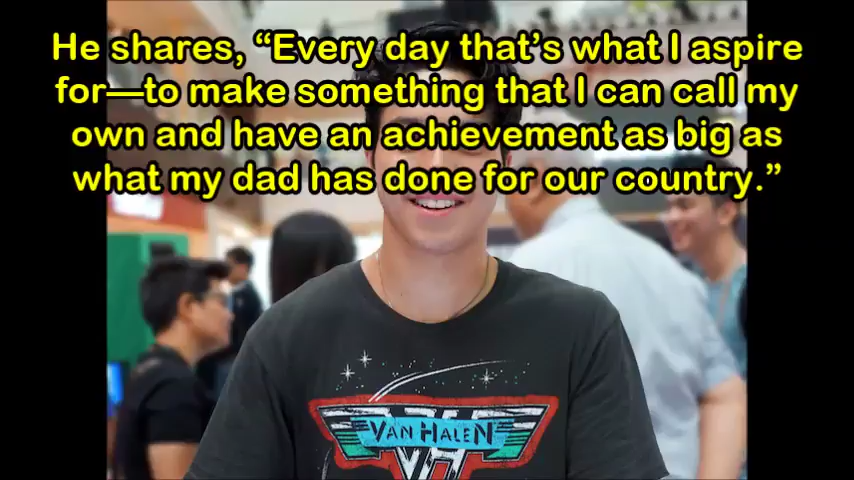 He shares, “Every day that’s what I aspire
for—to make something that I can call my
own and have an achievement as big as
what my dad has done for our country.”
VAN HALEN